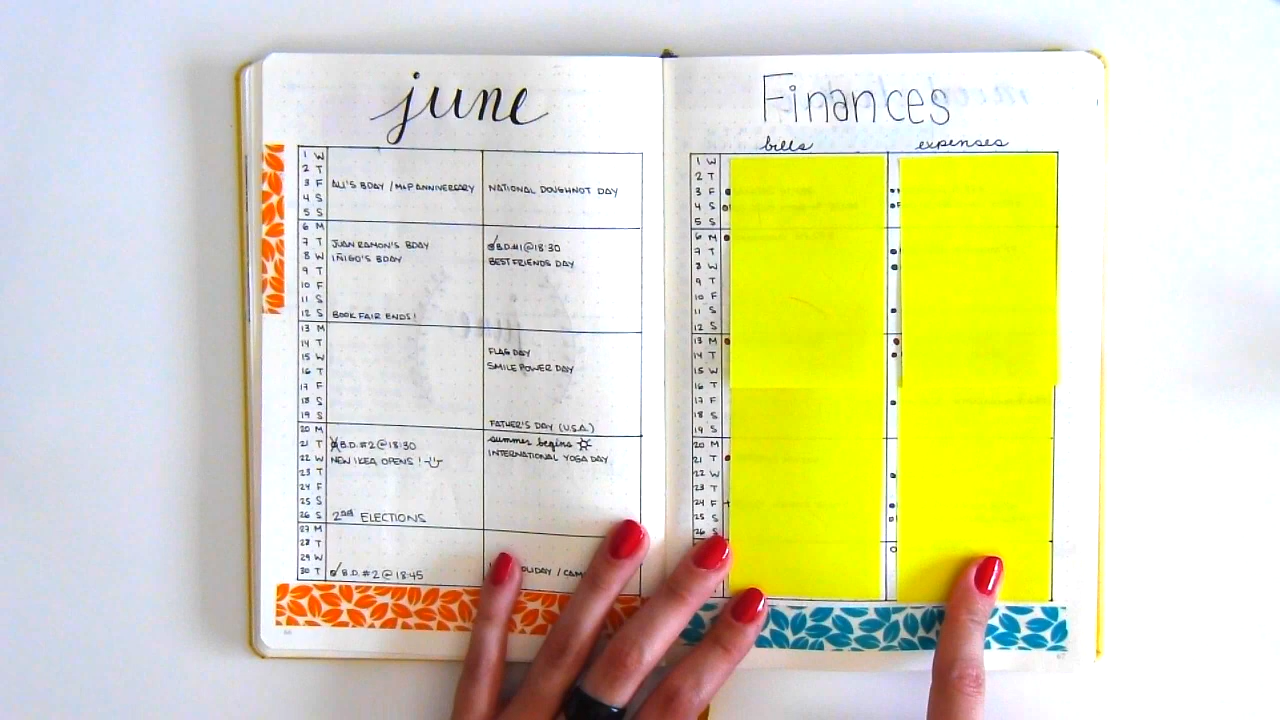 june
1 W
2 T
3 F ALI'S BDAY / M&P ANNIVERSARY NATIONAL DOUGHNOT DAY
4 S
5 S
6 M
7 T JUAN RAMON'S BDAY B.D.#1@18:30
8 W IÑIGO'S BDAY BEST FRIENDS DAY
9 T
10 F
11 S
12 S BOOK FAIR ENDS!
13 M
14 T FLAG DAY
15 W SMILE POWER DAY
16 T
17 F
18 S
19 S FATHER'S DAY (U.S.A.)
20 M summer begins
21 T B.D.#2@18:30 INTERNATIONAL YOGA DAY
22 W NEW IKEA OPENS!
23 T
24 F
25 S
26 S 2ND ELECTIONS
27 M
28 T
29 W
30 T B.D.#2@18:45 HOLIDAY /
66
Finances
bills expenses
1 W
2 T
3 F
4 S
5 S
6 M
7 T
8 W
9 T
10 F
11 S
12 S
13 M
14 T
15 W
16 T
17 F
18 S
19 S
20 M
21 T
22 W
23 T
24 F
25 S
26 S
67